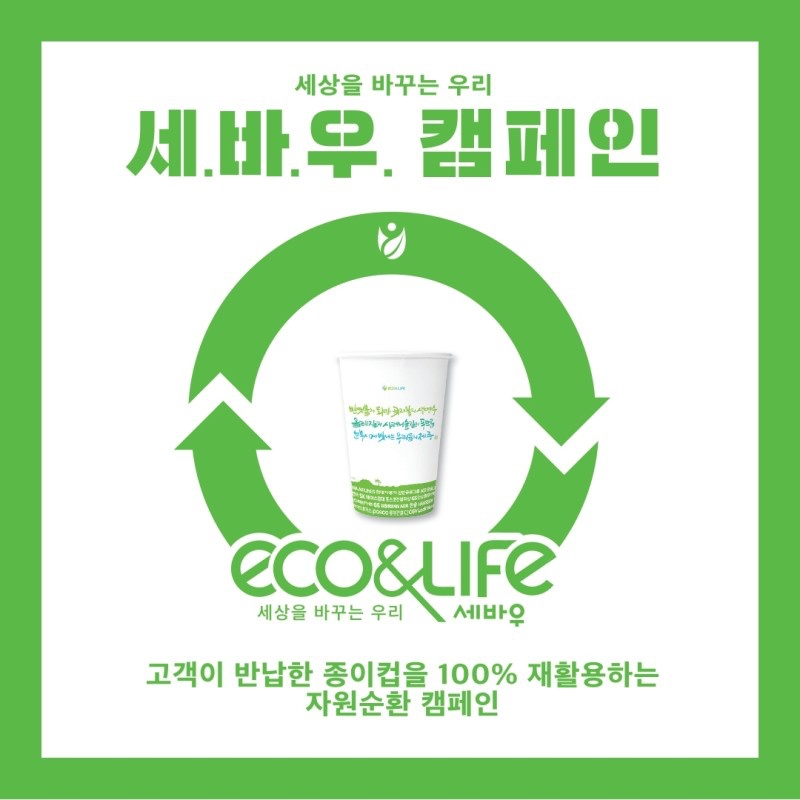 세상을 바꾸는 우리
세.바.우. 캠페인
ECO&LIFE
ECO&LIFE
세상을 바꾸는 우리 세바우
고객이 반납한 종이컵을 100% 재활용하는
자원순환 캠페인